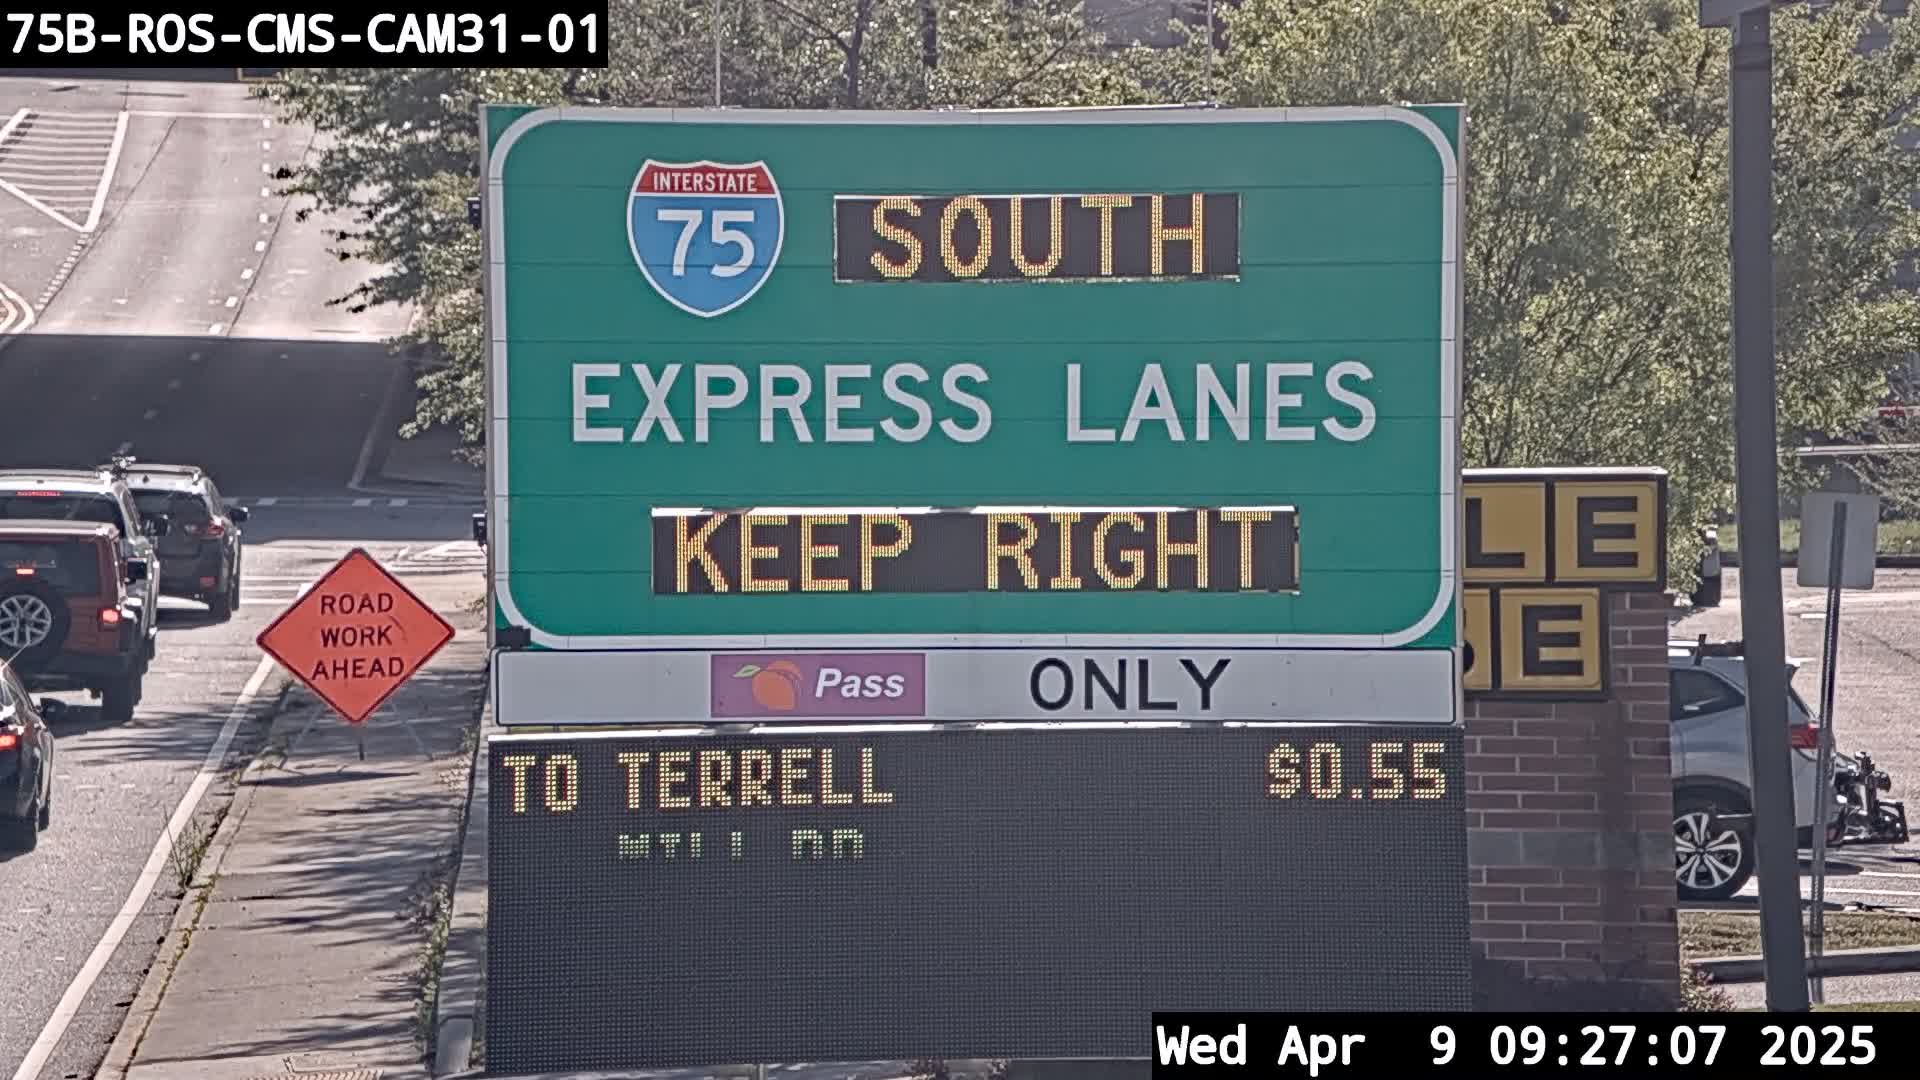 75B-ROS-CMS-CAM31-01
INTERSTATE
75
SOUTH
EXPRESS LANES
KEEP RIGHT
ROAD
WORK
AHEAD
Pass ONLY
TO TERRELL $0.55
LE
E
Wed Apr 9 09:27:07 2025